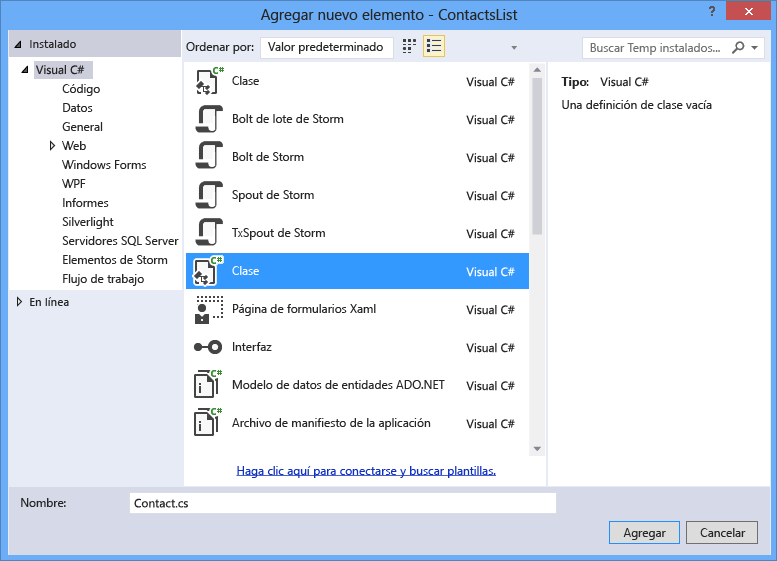 Agregar nuevo elemento - ContactsList
?
Instalado
Visual C#
Código
Datos
General
Web
Windows Forms
WPF
Informes
Silverlight
Servidores SQL Server
Elementos de Storm
Flujo de trabajo
En línea
Ordenar por: Valor predeterminado
C# Clase Visual C#
Bolt de lote de Storm Visual C#
Bolt de Storm Visual C#
Spout de Storm Visual C#
TxSpout de Storm Visual C#
C# Clase Visual C#
Página de formularios Xaml Visual C#
Interfaz Visual C#
C# Modelo de datos de entidades ADO.NET Visual C#
C# Archivo de manifiesto de la aplicación Visual C#
Haga clic aquí para conectarse y buscar plantillas.
Buscar Temp instalados...
Tipo: Visual C#
Una definición de clase vacía
Nombre: Contact.cs
Agregar Cancelar